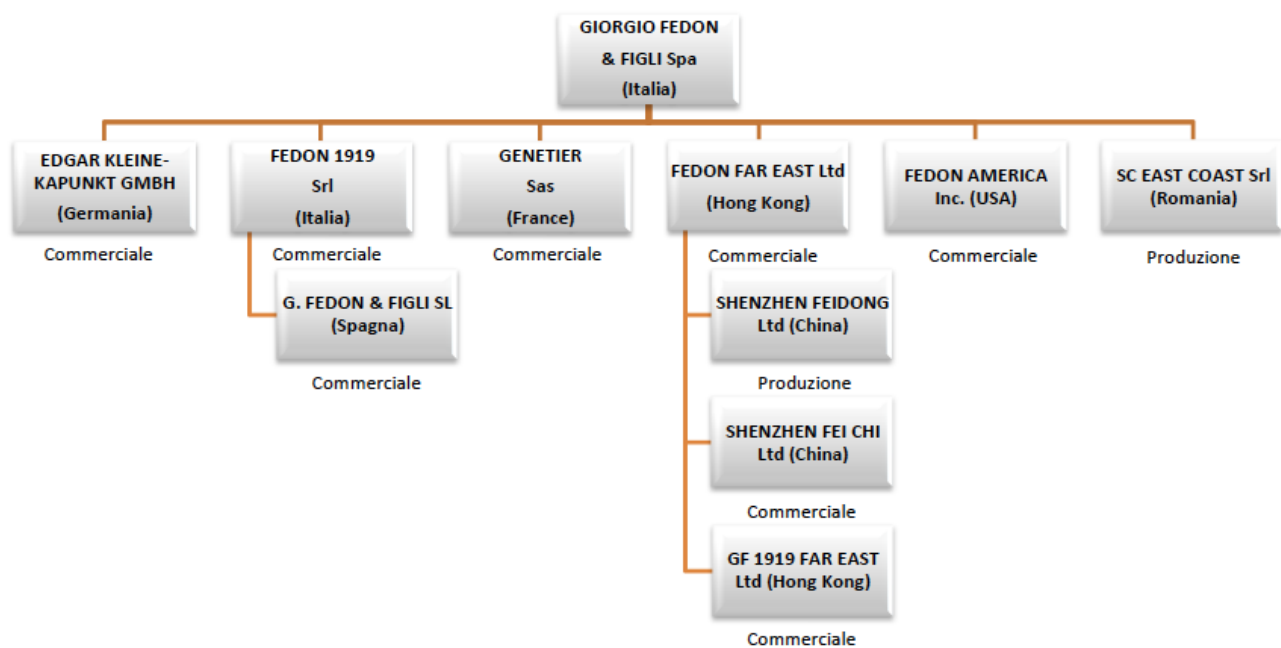 GIORGIO FEDON
& FIGLI Spa
(Italia)
EDGAR KLEINE-
KAPUNKT GMBH
(Germania)
Commerciale
FEDON 1919
Srl
(Italia)
Commerciale
G. FEDON & FIGLI SL
(Spagna)
Commerciale
GENETIER
Sas
(France)
Commerciale
FEDON FAR EAST Ltd
(Hong Kong)
Commerciale
SHENZHEN FEIDONG
Ltd (China)
Produzione
SHENZHEN FEI CHI
Ltd (China)
Commerciale
GF 1919 FAR EAST
Ltd (Hong Kong)
Commerciale
FEDON AMERICA
Inc. (USA)
Commerciale
SC EAST COAST Srl
(Romania)
Produzione